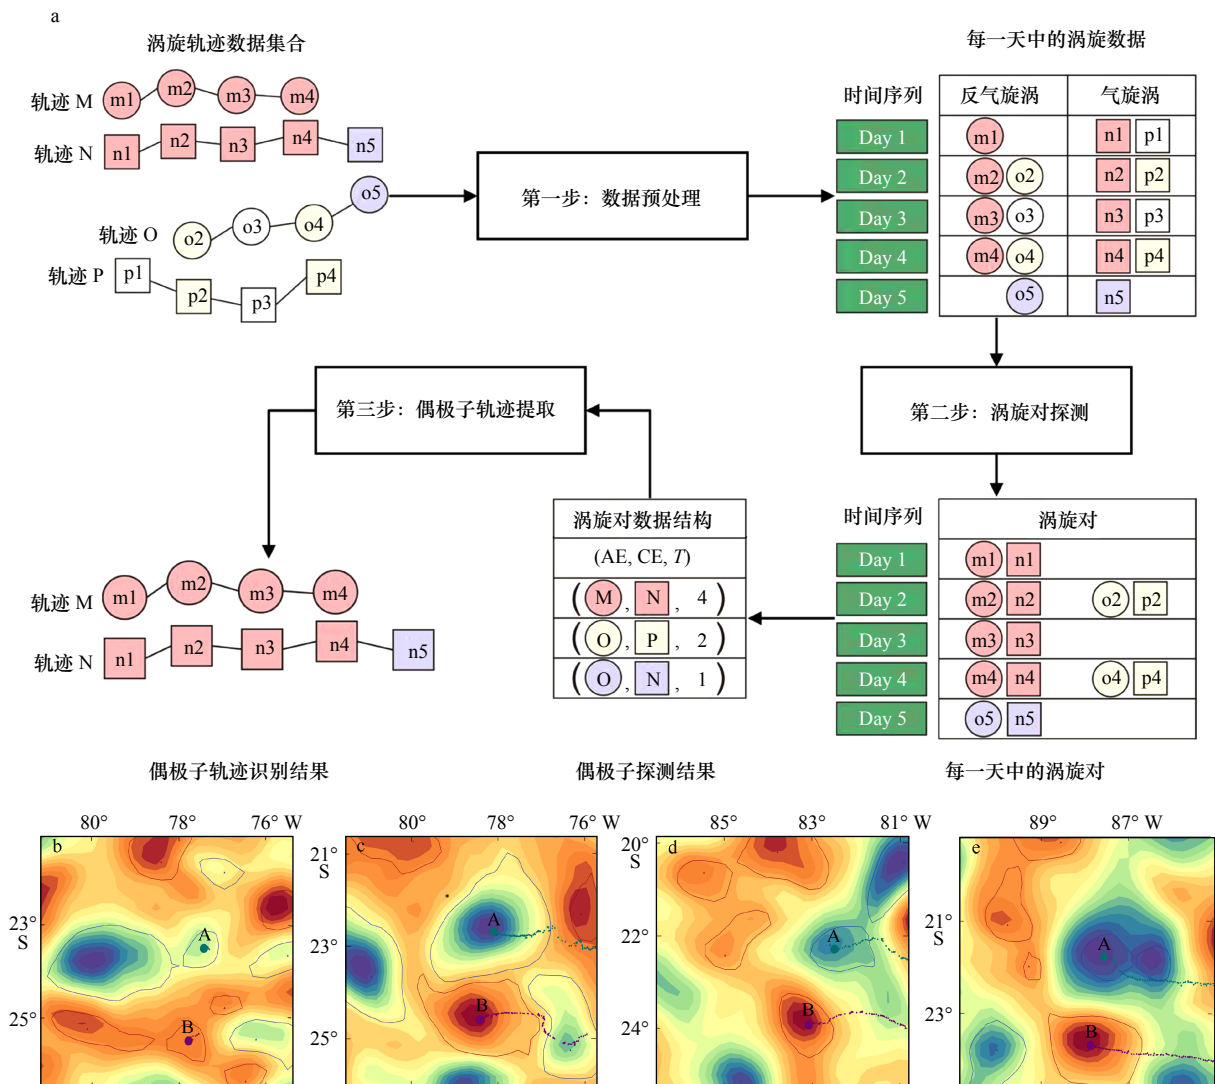 a
涡旋轨迹数据集合
每一天中的涡旋数据
轨迹 M
m1
m2
m3
m4
轨迹 N
n1
n2
n3
n4
n5
轨迹 O
o2
o3
o4
o5
轨迹 P
p1
p2
p3
p4
第一步：数据预处理
时间序列
反气旋涡
气旋涡
Day 1
m1
n1
p1
Day 2
m2
o2
n2
p2
Day 3
m3
o3
n3
p3
Day 4
m4
o4
n4
p4
Day 5
o5
n5
第二步：涡旋对探测
第三步：偶极子轨迹提取
时间序列
涡旋对
Day 1
m1
n1
Day 2
m2
n2
o2
p2
Day 3
m3
n3
Day 4
m4
n4
o4
p4
Day 5
o5
n5
涡旋对数据结构
(AE, CE, T)
(M, N, 4)
(O, P, 2)
(O, N, 1)
轨迹 M
m1
m2
m3
m4
轨迹 N
n1
n2
n3
n4
n5
偶极子轨迹识别结果
偶极子探测结果
每一天中的涡旋对
80°
78°
76° W
b
23°
S
25°
A
B
80°
78°
76° W
c
21°
S
23°
25°
A
B
85°
83°
81° W
d
20°
S
22°
24°
A
B
89°
87° W
e
21°
S
23°
A
B